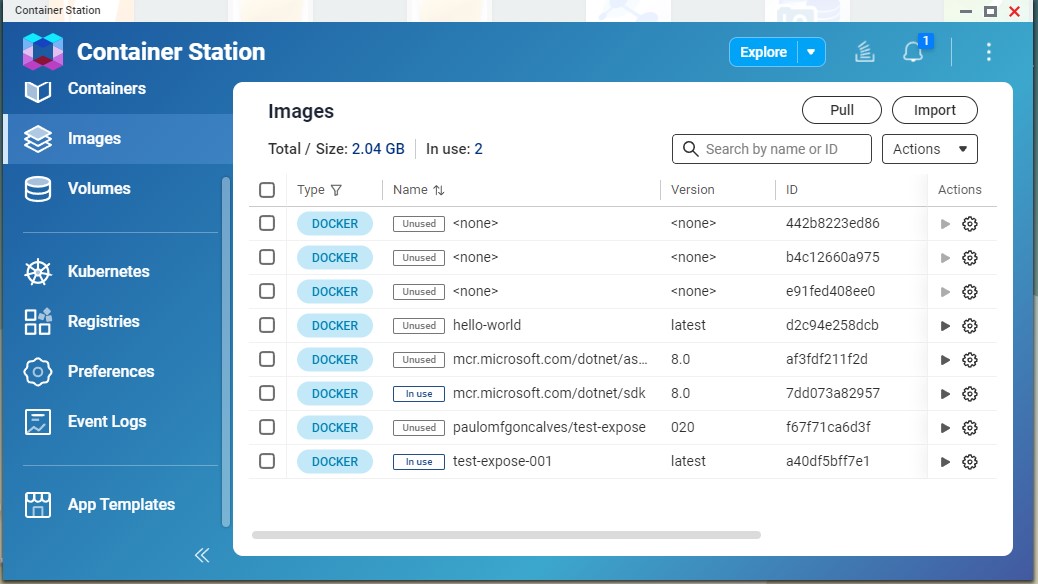 Container Station
Container Station
Explore
1
Containers
Images
Volumes
Kubernetes
Registries
Preferences
Event Logs
App Templates
Images
Pull
Import
Total / Size: 2.04 GB
In use: 2
Search by name or ID
Actions
Type Name Version ID Actions
DOCKER Unused <none> <none> 442b8223ed86
DOCKER Unused <none> <none> b4c12660a975
DOCKER Unused <none> <none> e91fed408ee0
DOCKER Unused hello-world latest d2c94e258dcb
DOCKER Unused mcr.microsoft.com/dotnet/as... 8.0 af3fdf211f2d
DOCKER In use mcr.microsoft.com/dotnet/sdk 8.0 7dd073a82957
DOCKER Unused paulomfgoncalves/test-expose 020 f67f71ca6d3f
DOCKER In use test-expose-001 latest a40df5bff7e1